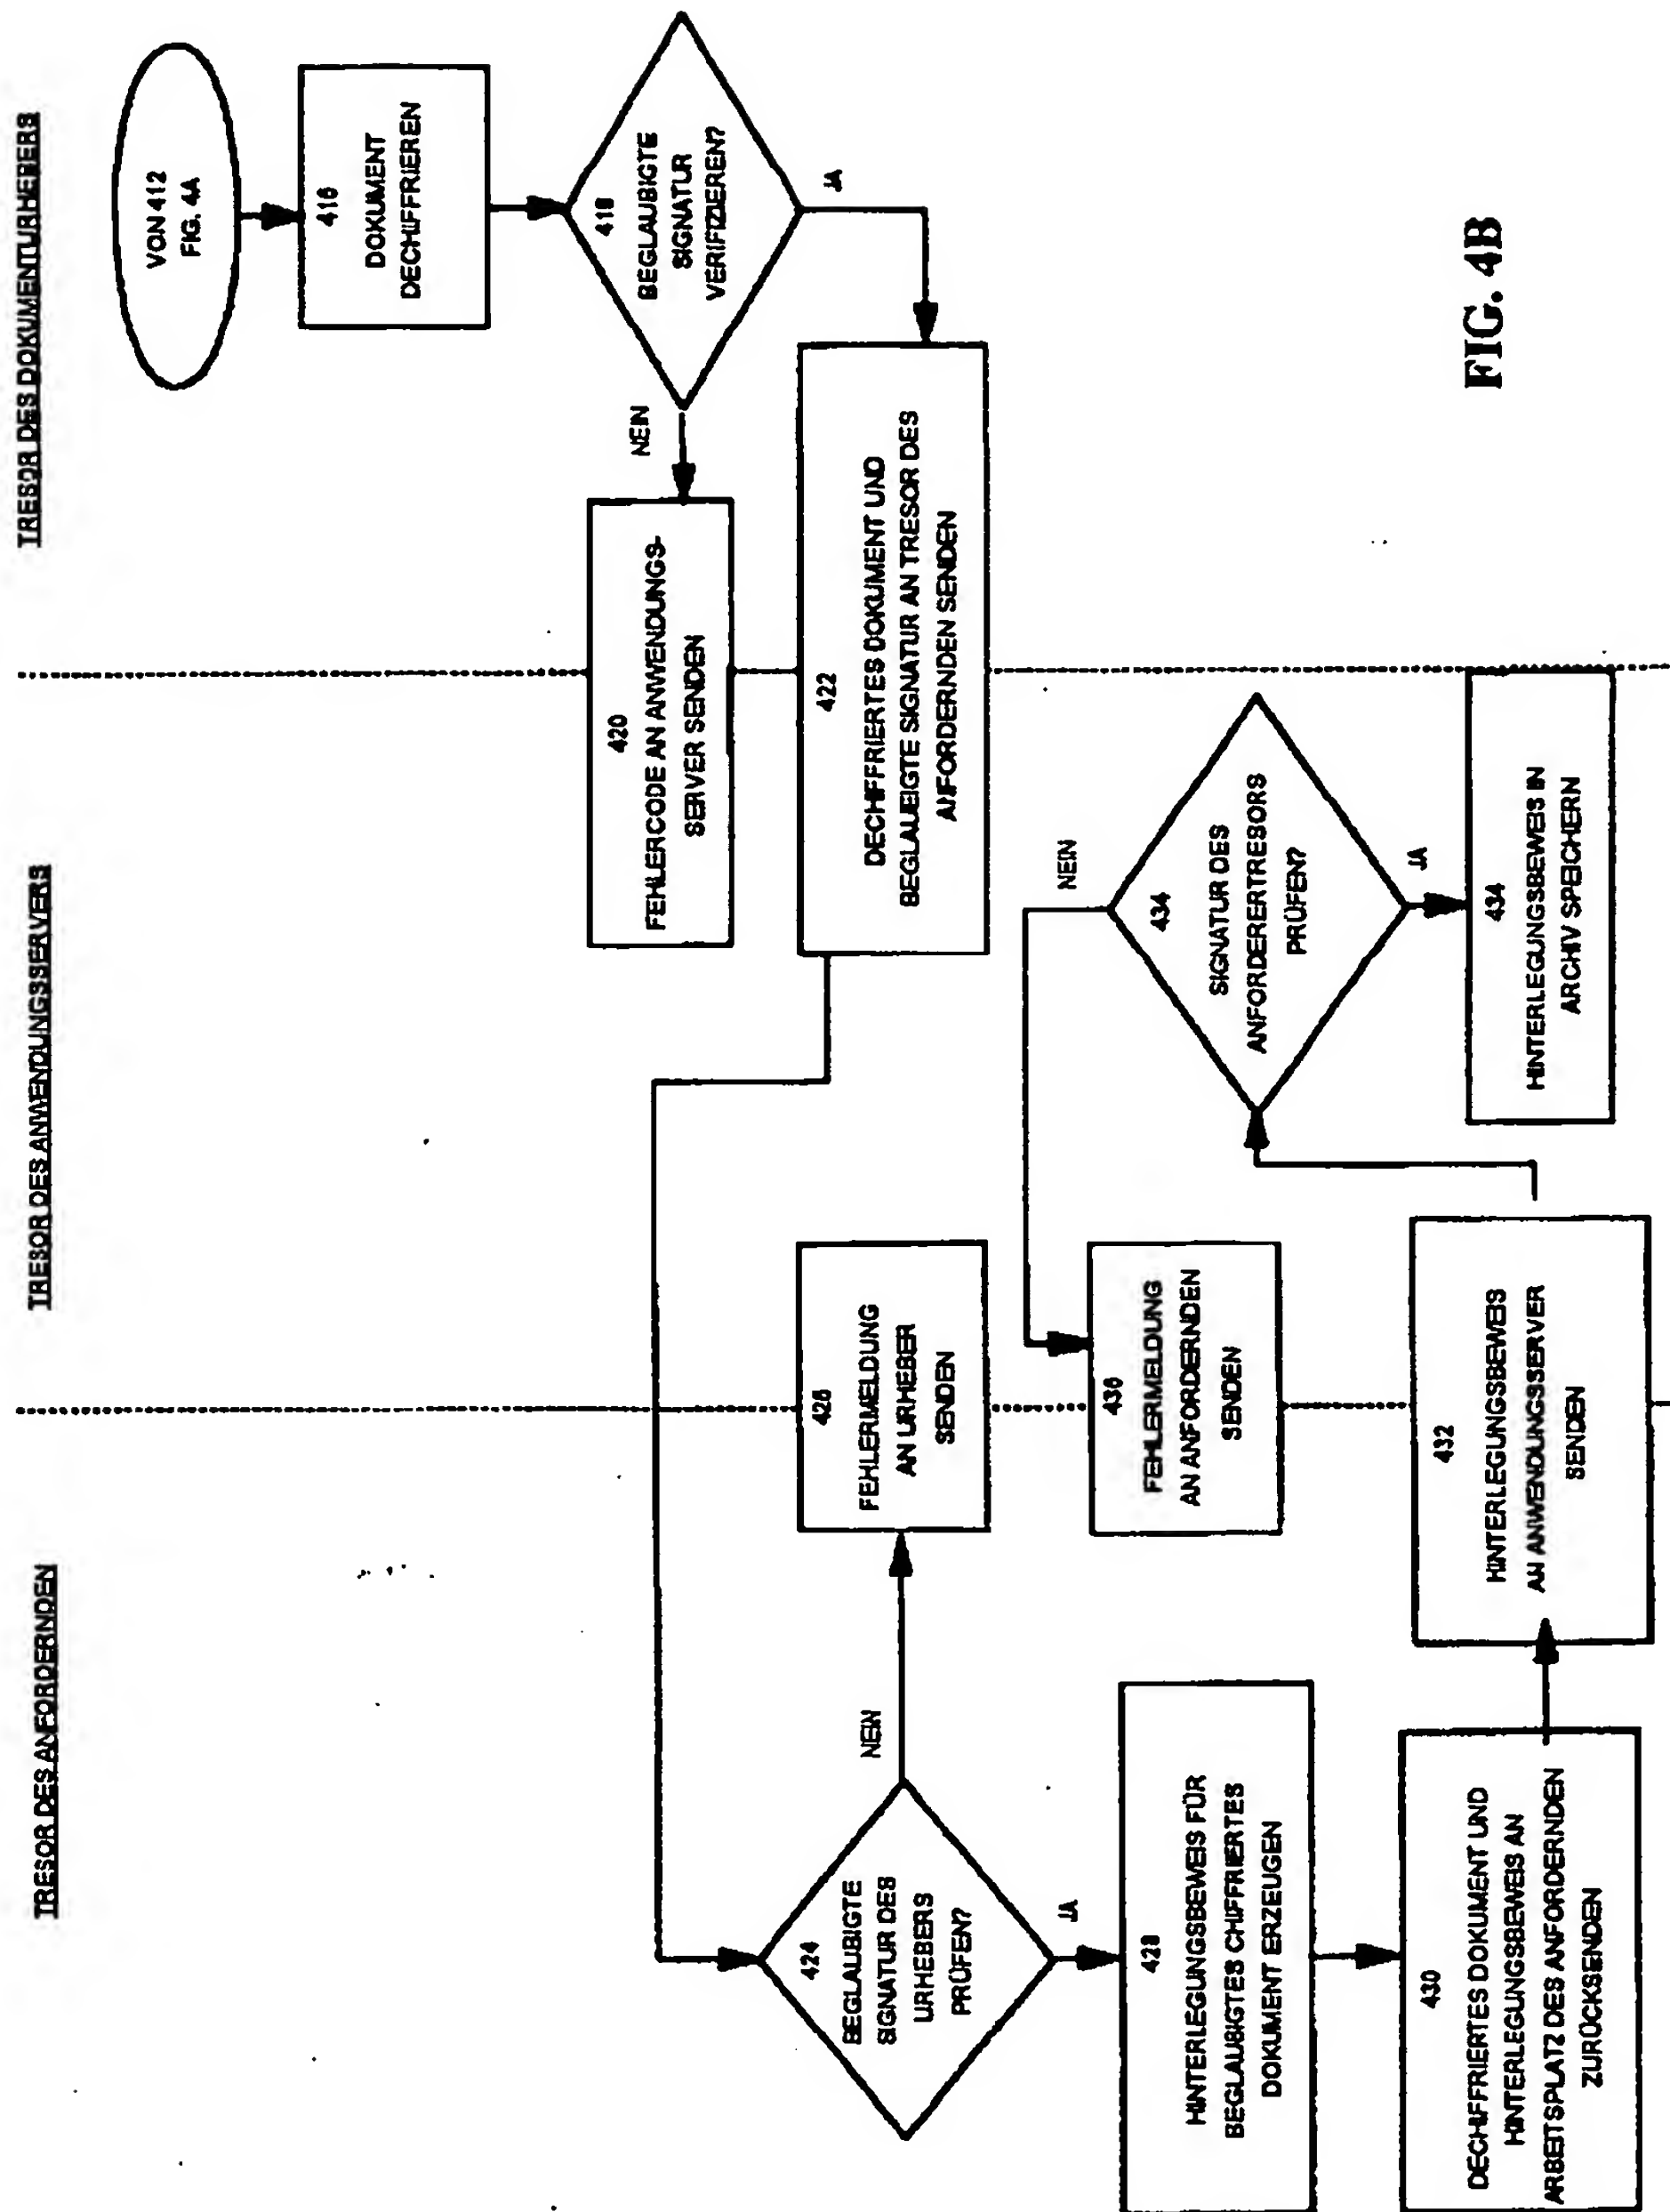 TRESOR DES ANFORDERNDEN
TRESOR DES ANWENDUNGSSERVERS
TRESOR DES DOKUMENTURHEBERS
VON 412
FIG. 4A
416
DOKUMENT
DECHIFFRIEREN
418
BEGLAUBIGTE
SIGNATUR
VERIFIZIEREN?
NEIN
JA
420
FEHLERCODE AN ANWENDUNGS-
SERVER SENDEN
422
DECHIFFRIERTES DOKUMENT UND
BEGLAUBIGTE SIGNATUR AN TRESOR DES
ANFORDERNDEN SENDEN
424
BEGLAUBIGTE
SIGNATUR DES
URHEBERS
PRÜFEN?
NEIN
JA
426
FEHLERMELDUNG
AN URHEBER
SENDEN
428
HINTERLEGUNGSBEWEIS FÜR
BEGLAUBIGTES CHIFFRIERTES
DOKUMENT ERZEUGEN
430
DECHIFFRIERTES DOKUMENT UND
HINTERLEGUNGSBEWEIS AN
ARBEITSPLATZ DES ANFORDERNDEN
ZURÜCKSENDEN
432
HINTERLEGUNGSBEWEIS
AN ANWENDUNGSSERVER
SENDEN
434
SIGNATUR DES
ANFORDERERTRESORS
PRÜFEN?
NEIN
JA
436
FEHLERMELDUNG
AN ANFORDERNDEN
SENDEN
434
HINTERLEGUNGSBEWEIS IN
ARCHIV SPEICHERN
FIG. 4B